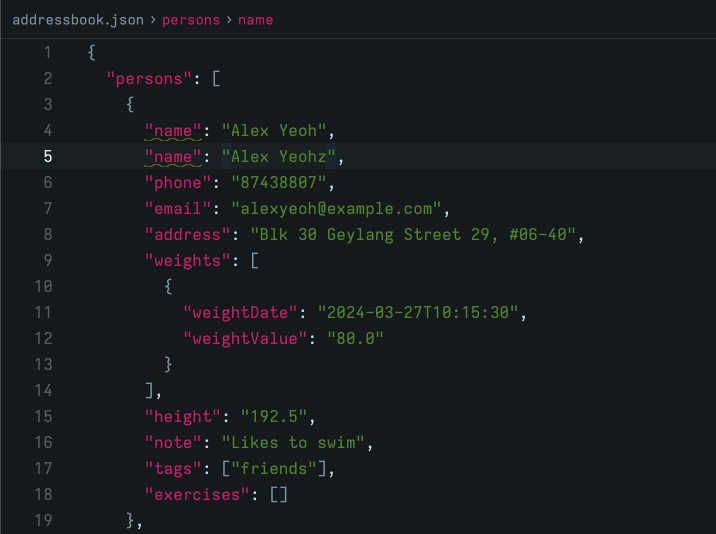 addressbook.json > persons > name
1 {
2 "persons": [
3 {
4 "name": "Alex Yeoh",
5 "name": "Alex Yeohz",
6 "phone": "87438807",
7 "email": "alexyeoh@example.com",
8 "address": "Blk 30 Geylang Street 29, #06-40",
9 "weights": [
10 {
11 "weightDate": "2024-03-27T10:15:30",
12 "weightValue": "80.0"
13 }
14 ],
15 "height": "192.5",
16 "note": "Likes to swim",
17 "tags": ["friends"],
18 "exercises": []
19 },